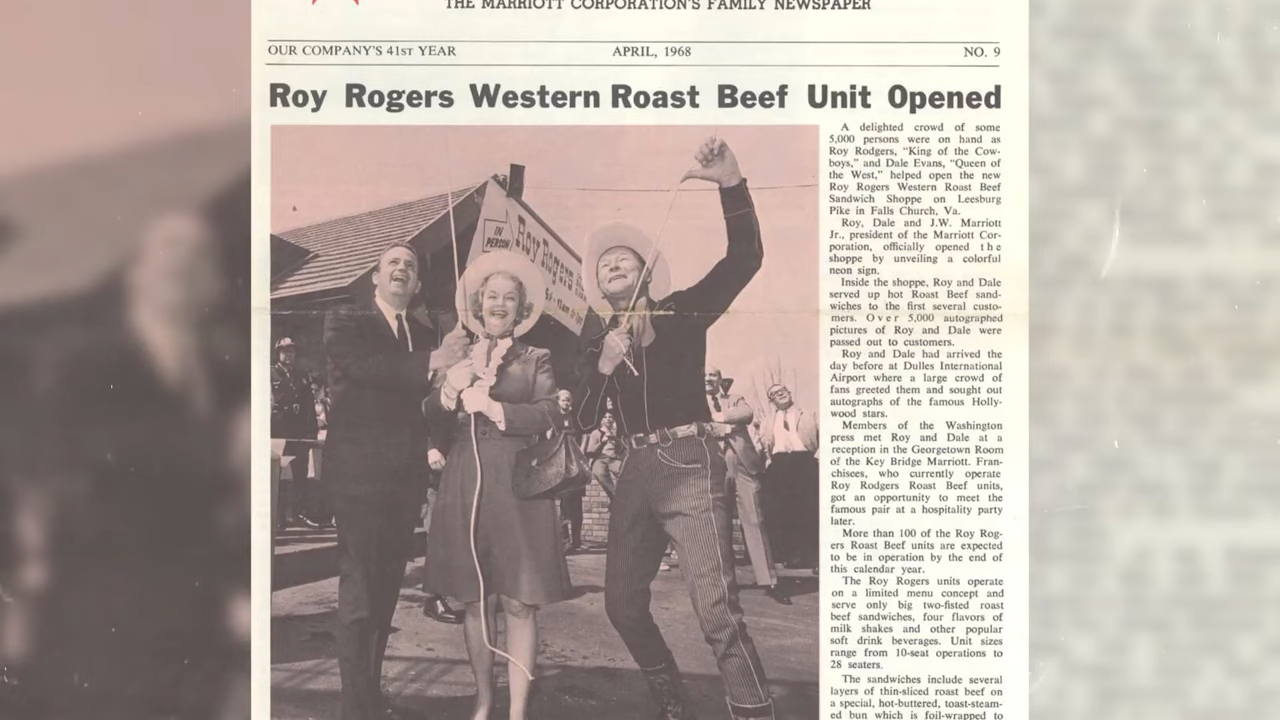 THE MARRIOTT CORPORATION'S FAMILY NEWSPAPER
OUR COMPANY'S 41ST YEAR APRIL, 1968 NO. 9
Roy Rogers Western Roast Beef Unit Opened
IN
PERSON
Roy Rogers
A delighted crowd of some
5,000 persons were on hand as
Roy Rodgers, "King of the Cow-
boys," and Dale Evans, "Queen of
the West," helped open the new
Roy Rogers Western Roast Beef
Sandwich Shoppe on Leesburg
Pike in Falls Church, Va.
Roy, Dale and J.W. Marriott
Jr., president of the Marriott Cor-
poration, officially opened the
shoppe by unveiling a colorful
neon sign.
Inside the shoppe, Roy and Dale
served up hot Roast Beef sand-
wiches to the first several custo-
mers. Over 5,000 autographed
pictures of Roy and Dale were
passed out to customers.
Roy and Dale had arrived the
day before at Dulles International
Airport where a large crowd of
fans greeted them and sought out
autographs of the famous Holly-
wood stars.
Members of the Washington
press met Roy and Dale at a
reception in the Georgetown Room
of the Key Bridge Marriott. Fran-
chisees, who currently operate
Roy Rodgers Roast Beef units,
got an opportunity to meet the
famous pair at a hospitality party
later.
More than 100 of the Roy Rog-
ers Roast Beef units are expected
to be in operation by the end of
this calendar year.
The Roy Rogers units operate
on a limited menu concept and
serve only big two-fisted roast
beef sandwiches, four flavors of
milk shakes and other popular
soft drink beverages. Unit sizes
range from 10-seat operations to
28 seaters.
The sandwiches include several
layers of thin-sliced roast beef on
a special, hot-buttered, toast-steam-
ed bun which is foil-wrapped to